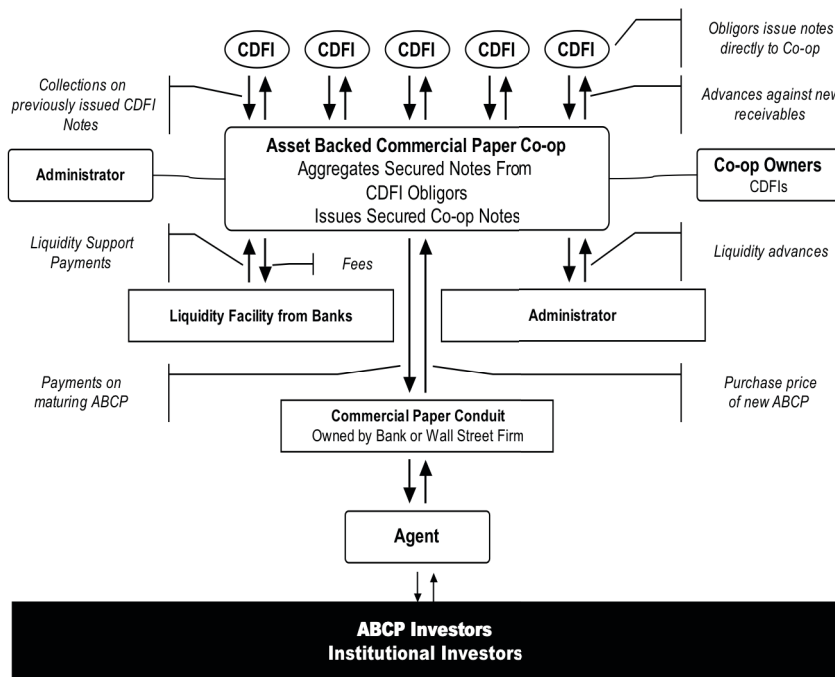 CDFI CDFI CDFI CDFI CDFI
Obligors issue notes
directly to Co-op
Collections on
previously issued CDFI
Notes
Advances against new
receivables
Asset Backed Commercial Paper Co-op
Aggregates Secured Notes From
CDFI Obligors
Issues Secured Co-op Notes
Administrator
Co-op Owners
CDFIs
Liquidity Support
Payments
Fees
Liquidity advances
Liquidity Facility from Banks
Administrator
Payments on
maturing ABCP
Purchase price
of new ABCP
Commercial Paper Conduit
Owned by Bank or Wall Street Firm
Agent
ABCP Investors
Institutional Investors